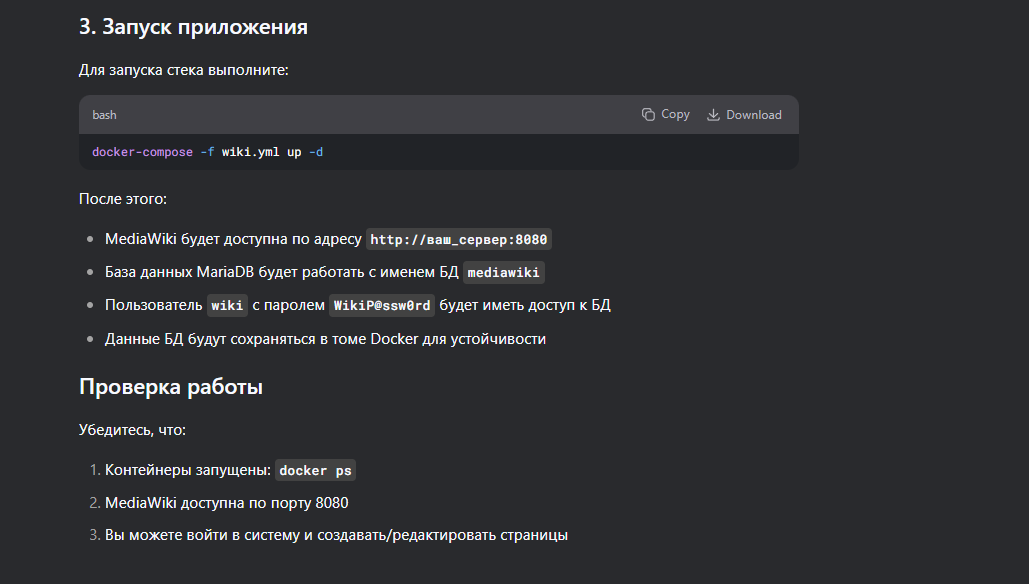 3. Запуск приложения
Для запуска стека выполните:
bash Copy Download
docker-compose -f wiki.yml up -d
После этого:
• MediaWiki будет доступна по адресу http://ваш_сервер:8080
• База данных MariaDB будет работать с именем БД mediawiki
• Пользователь wiki с паролем WikiP@ssw0rd будет иметь доступ к БД
• Данные БД будут сохраняться в томе Docker для устойчивости
Проверка работы
Убедитесь, что:
1. Контейнеры запущены: docker ps
2. MediaWiki доступна по порту 8080
3. Вы можете войти в систему и создавать/редактировать страницы